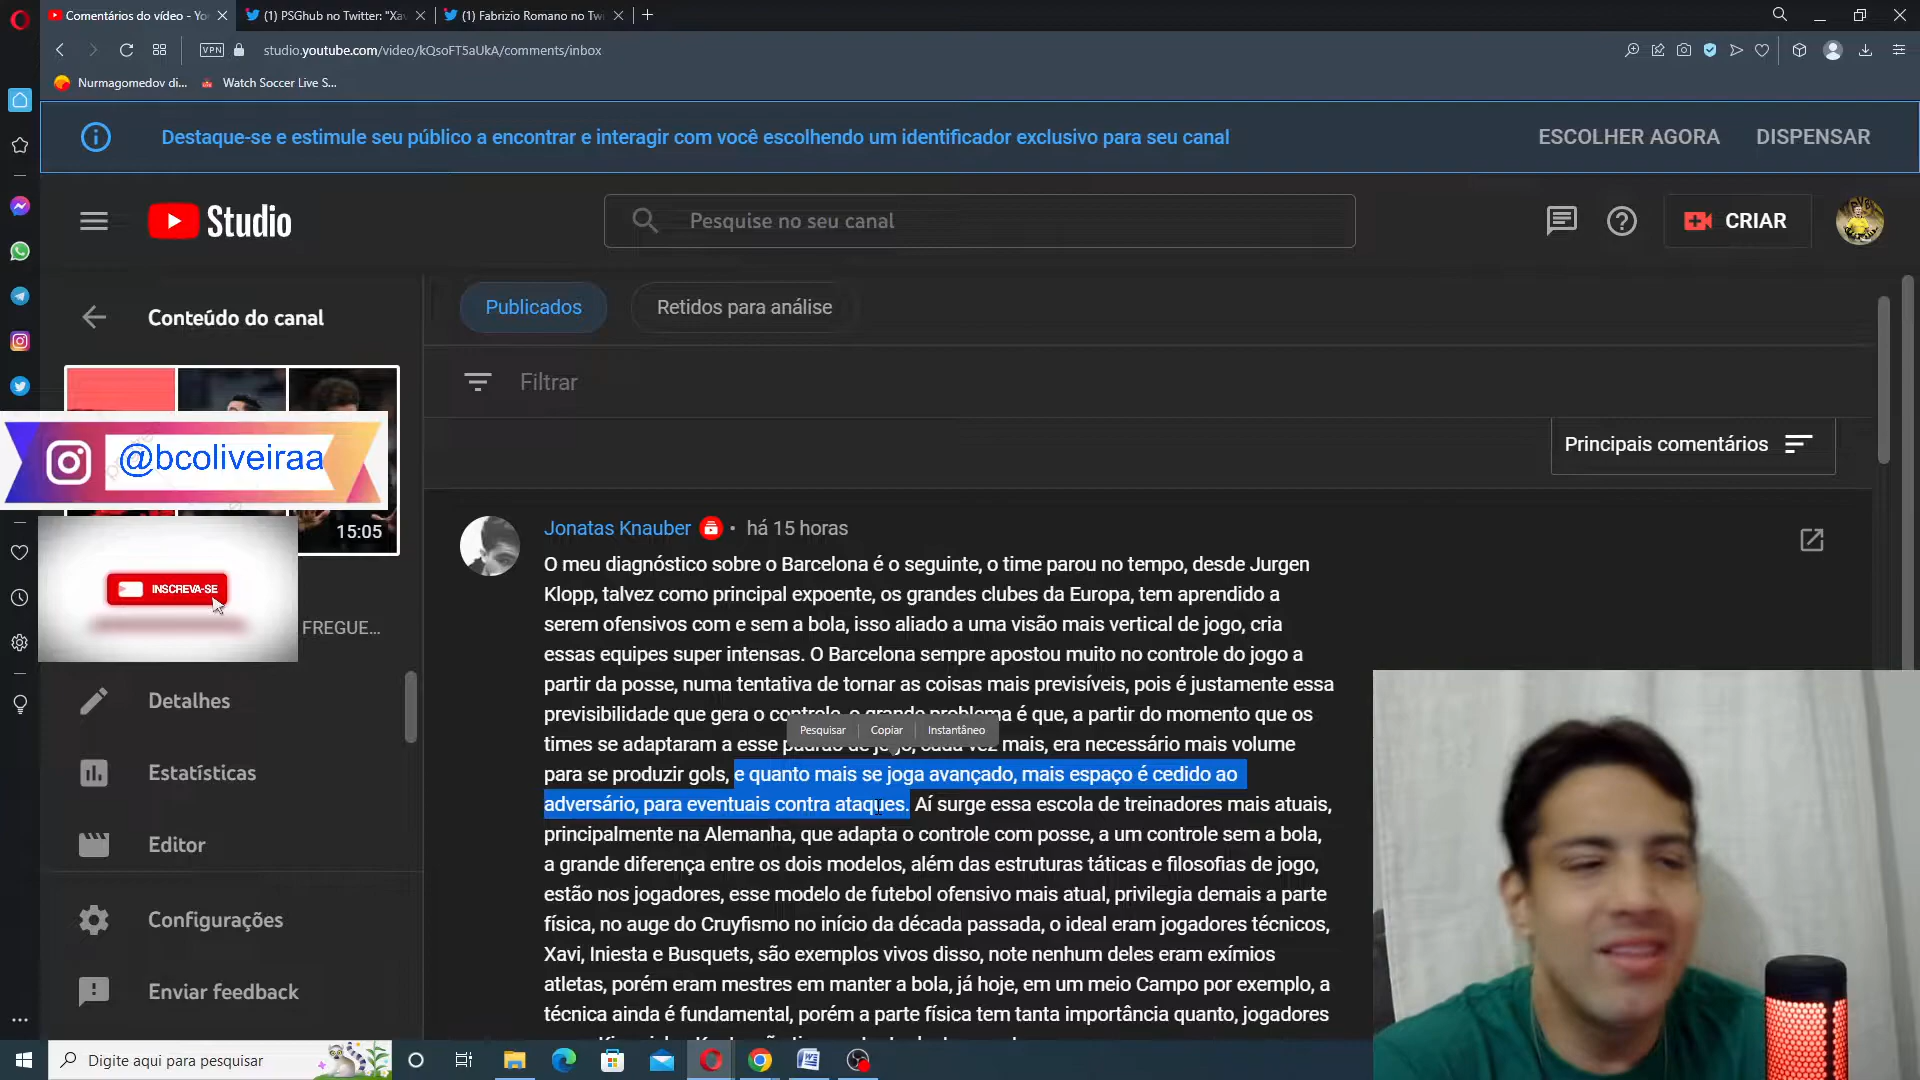 Comentários do vídeo - Yo
(1) PSGhub no Twitter: "Xa
(1) Fabrizio Romano no Tw
VPN
studio.youtube.com/video/kQsoFT5aUkA/comments/inbox
Nurmagomedov di...
Watch Soccer Live S...
Destaque-se e estimule seu público a encontrar e interagir com você escolhendo um identificador exclusivo para seu canal
ESCOLHER AGORA
DISPENSAR
Studio
Pesquise no seu canal
CRIAR
Conteúdo do canal
Publicados
Retidos para análise
Filtrar
Principais comentários
@bcoliveiraa
15:05
INSCREVA-SE
FREGUE...
Detalhes
Estatísticas
Editor
Configurações
Enviar feedback
Jonatas Knauber • há 15 horas
O meu diagnóstico sobre o Barcelona é o seguinte, o time parou no tempo, desde Jurgen
Klopp, talvez como principal expoente, os grandes clubes da Europa, tem aprendido a
serem ofensivos com e sem a bola, isso aliado a uma visão mais vertical de jogo, cria
essas equipes super intensas. O Barcelona sempre apostou muito no controle do jogo a
partir da posse, numa tentativa de tornar as coisas mais previsíveis, pois é justamente essa
previsibilidade que gera o controle, o grande problema é que, a partir do momento que os
Pesquisar
Copiar
Instantâneo
times se adaptaram a esse padrão de jogo, cada vez mais, era necessário mais volume
para se produzir gols, e quanto mais se joga avançado, mais espaço é cedido ao
adversário, para eventuais contra ataques. Aí surge essa escola de treinadores mais atuais,
principalmente na Alemanha, que adapta o controle com posse, a um controle sem a bola,
a grande diferença entre os dois modelos, além das estruturas táticas e filosofias de jogo,
estão nos jogadores, esse modelo de futebol ofensivo mais atual, privilegia demais a parte
física, no auge do Cruyfismo no início da década passada, o ideal eram jogadores técnicos,
Xavi, Iniesta e Busquets, são exemplos vivos disso, note nenhum deles eram exímios
atletas, porém eram mestres em manter a bola, já hoje, em um meio Campo por exemplo, a
técnica ainda é fundamental, porém a parte física tem tanta importância quanto, jogadores
Digite aqui para pesquisar